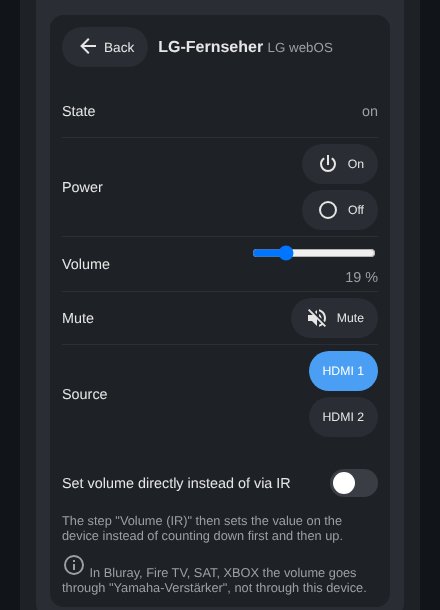 Back LG-Fernseher LG webOS
State on
Power On
Off
Volume 19 %
Mute Mute
Source HDMI 1
HDMI 2
Set volume directly instead of via IR
The step "Volume (IR)" then sets the value on the
device instead of counting down first and then up.
In Bluray, Fire TV, SAT, XBOX the volume goes
through "Yamaha-Verstärker", not through this device.